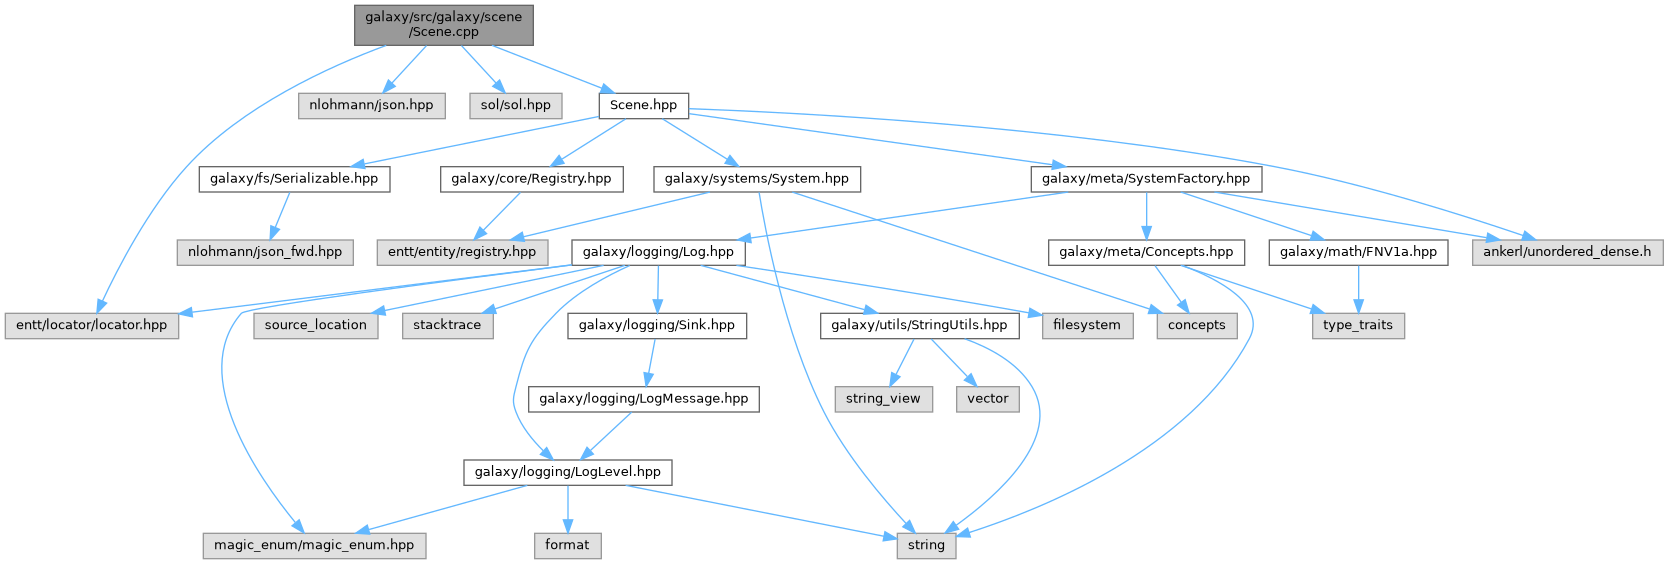 galaxy/src/galaxy/scene
/Scene.cpp
nlohmann/json.hpp
sol/sol.hpp
Scene.hpp
galaxy/fs/Serializable.hpp
galaxy/core/Registry.hpp
galaxy/systems/System.hpp
galaxy/meta/SystemFactory.hpp
nlohmann/json_fwd.hpp
entt/entity/registry.hpp
galaxy/logging/Log.hpp
galaxy/meta/Concepts.hpp
galaxy/math/FNV1a.hpp
ankerl/unordered_dense.h
entt/locator/locator.hpp
source_location
stacktrace
galaxy/logging/Sink.hpp
galaxy/utils/StringUtils.hpp
filesystem
concepts
type_traits
galaxy/logging/LogMessage.hpp
string_view
vector
galaxy/logging/LogLevel.hpp
magic_enum/magic_enum.hpp
format
string